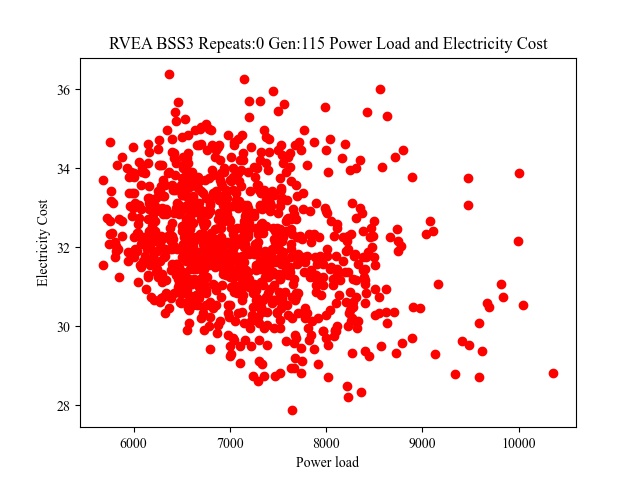 RVEA BSS3 Repeats:0 Gen:115 Power Load and Electricity Cost
Electricity Cost
36
34
32
30
28
6000 7000 8000 9000 10000
Power load